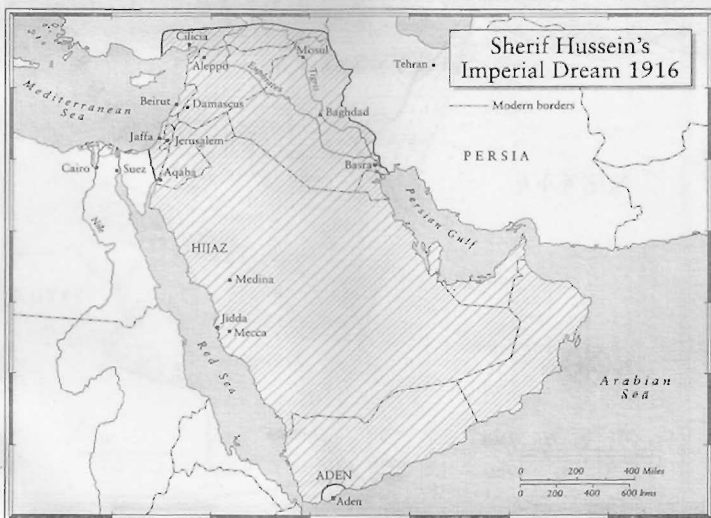 Sherif Hussein's
Imperial Dream 1916
Modern borders
Cilicia
Aleppo
Mosul
Tehran
Euphrates
Tigris
Mediterranean
Sea
Beirut
Damascus
Baghdad
Jaffa
Jerusalem
PERSIA
Cairo
Suez
Aqaba
Basra
Persian Gulf
Nile
HIJAZ
Medina
Jidda
Mecca
Red Sea
Arabian
Sea
ADEN
Aden
0 200 400 Miles
0 200 400 600 kms